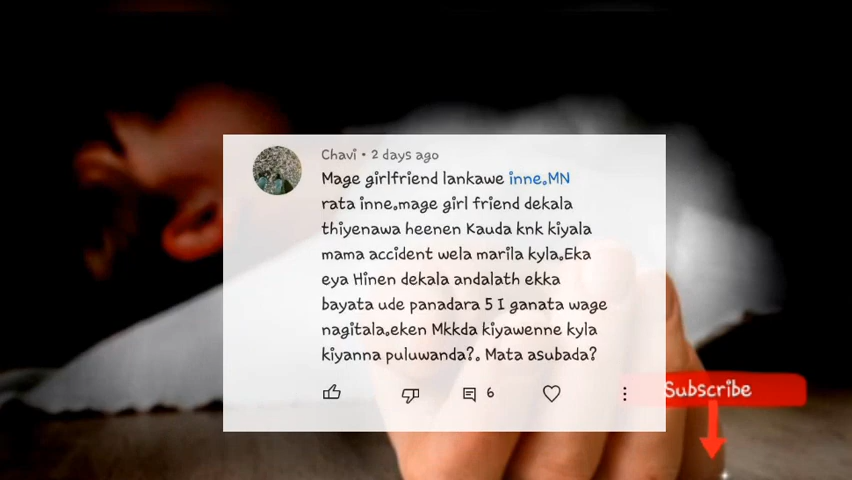 Chavi • 2 days ago
Mage girlfriend lankawe inne.MN
rata inne.mage girl friend dekala
thiyenawa heenen Kauda knk kiyala
mama accident wela marila kyla.Eka
eya Hinen dekala andalath ekka
bayata ude panadara 5 I ganata wage
nagitala.eken Mkkda kiyawenne kyla
kiyanna puluwanda?. Mata asubada?
6
Subscribe